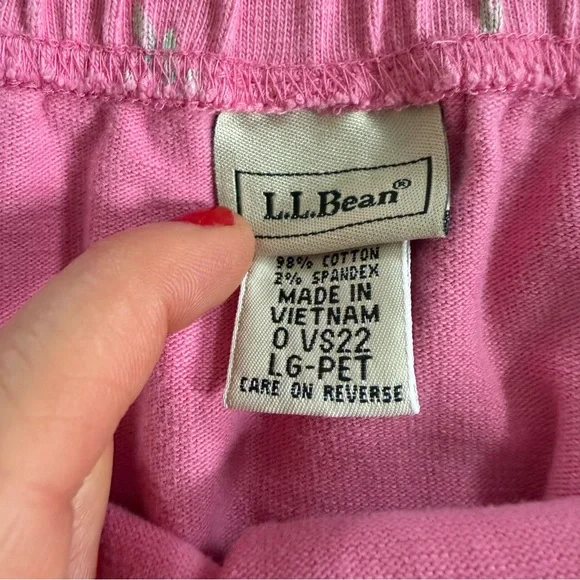 L.L.Bean®
98% COTTON
2% SPANDEX
MADE IN
VIETNAM
0 VS22
LG-PET
CARE ON REVERSE